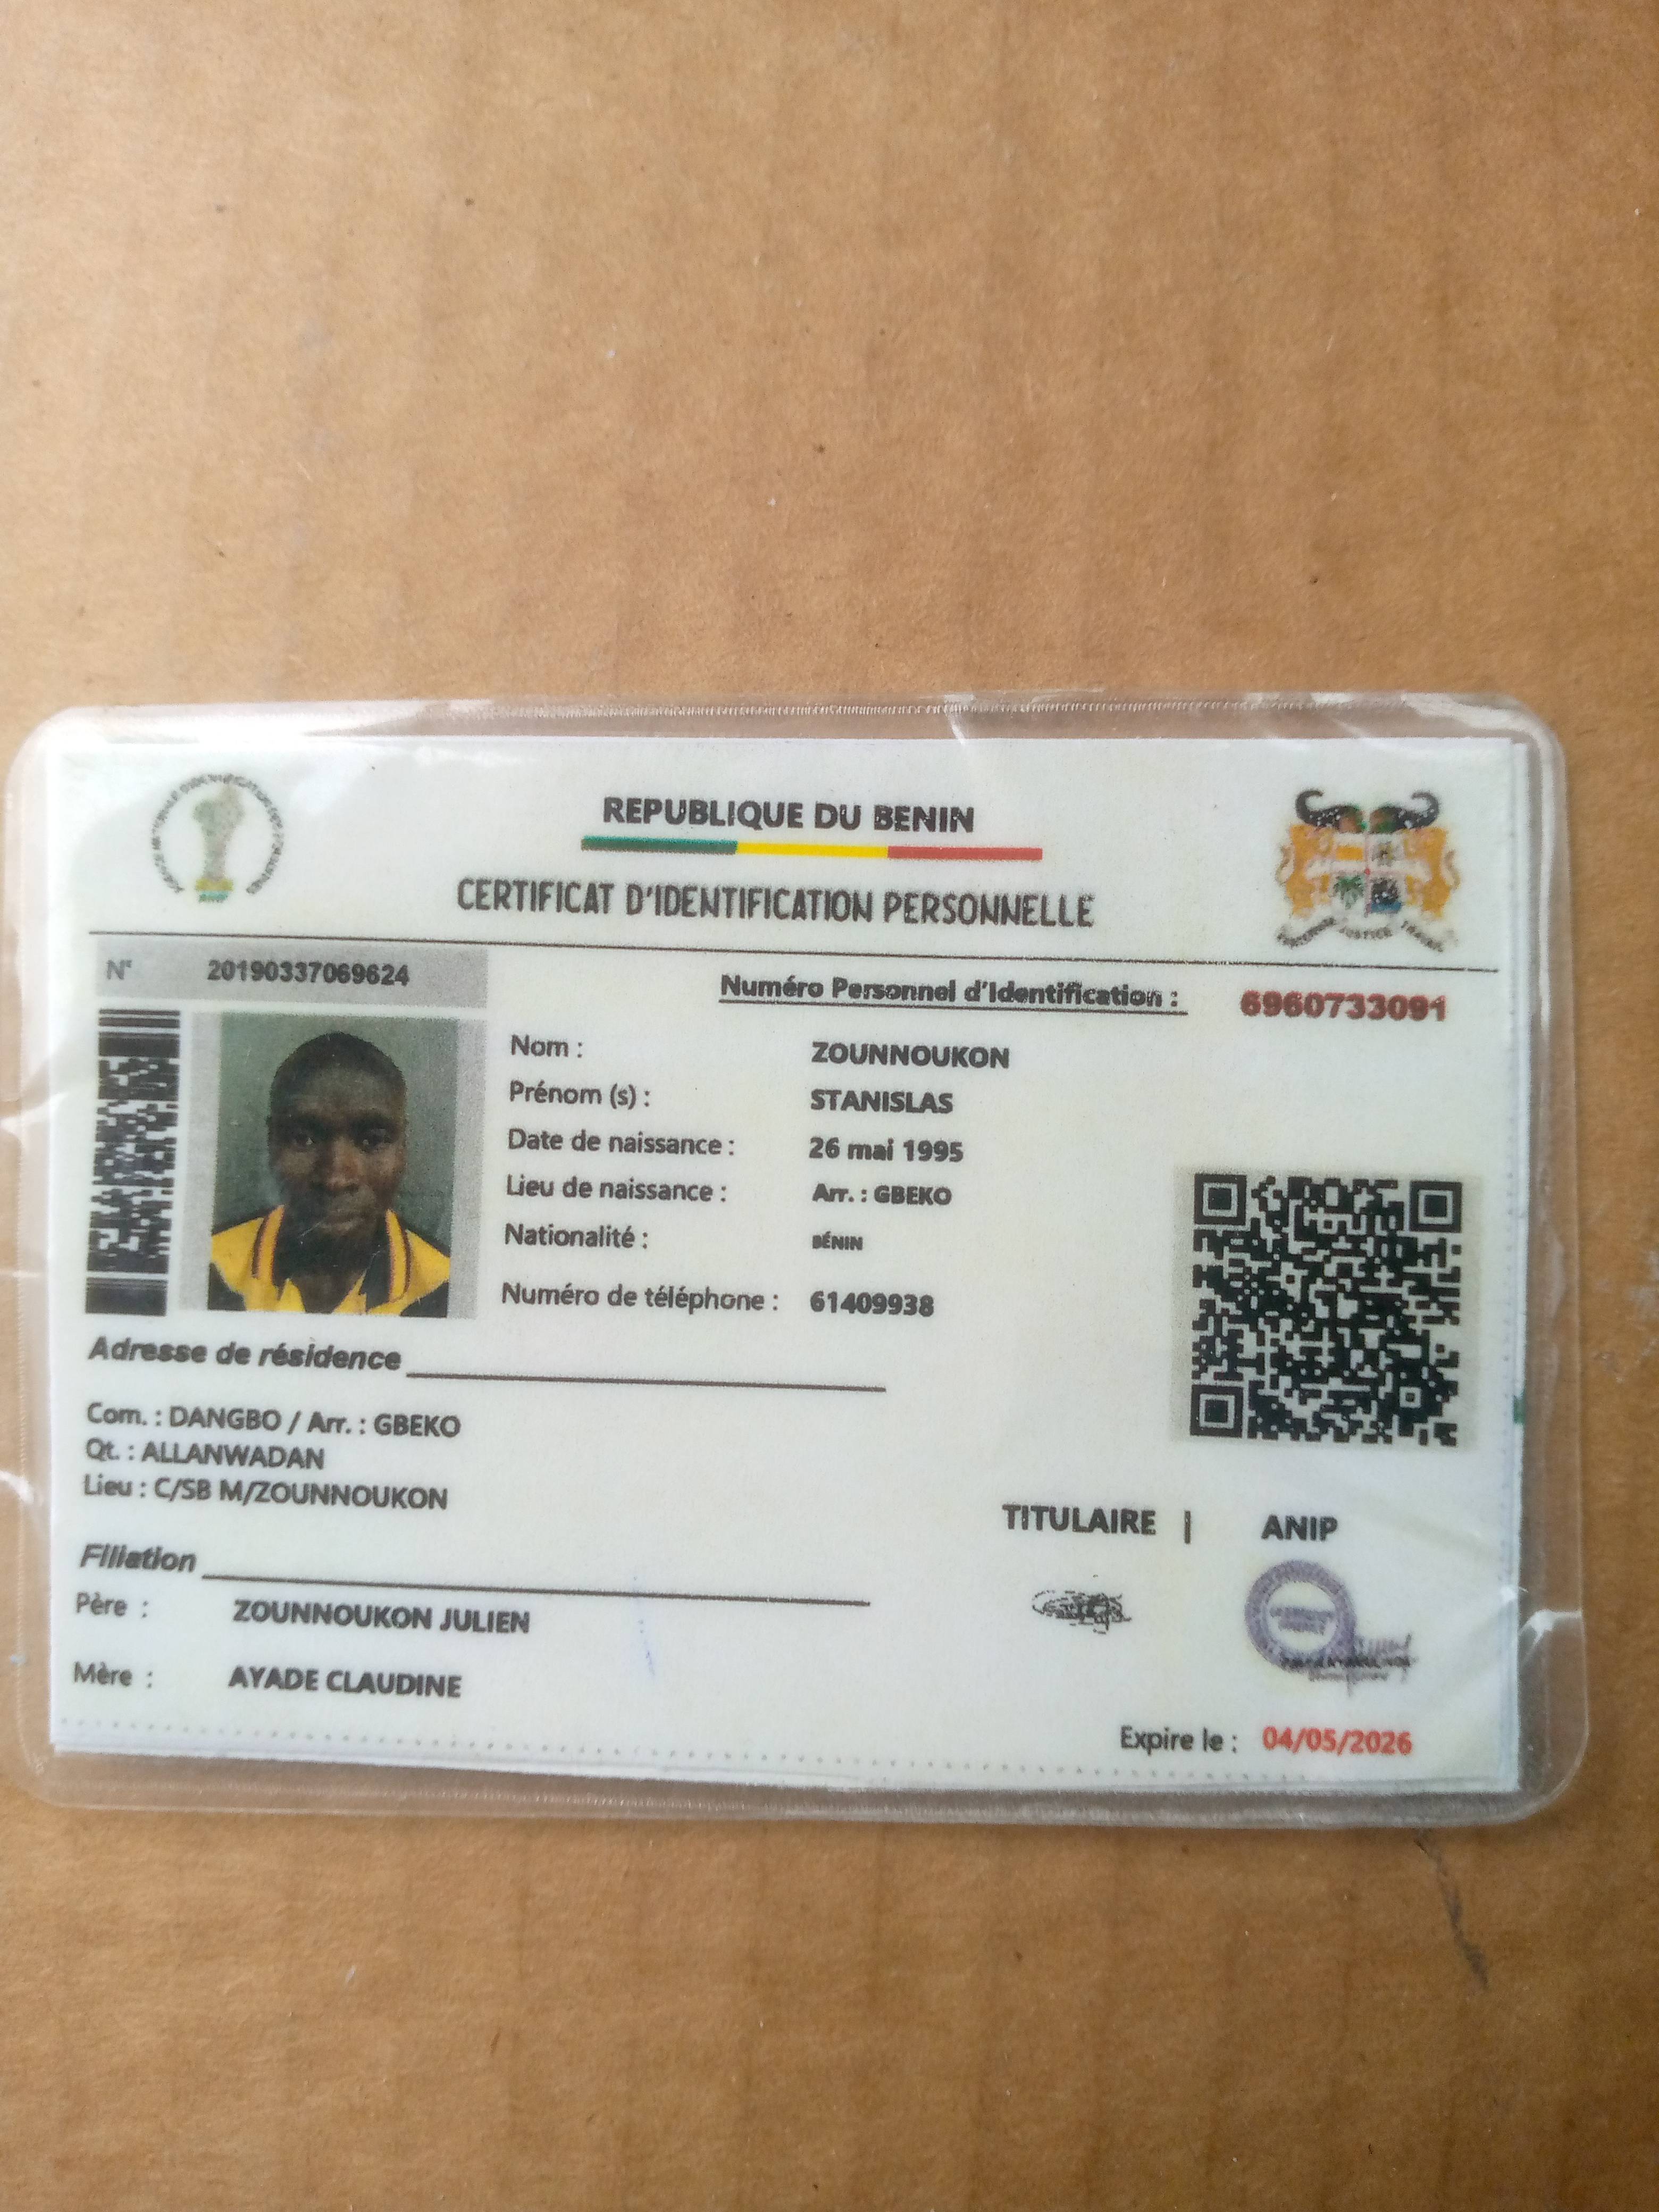 REPUBLIQUE DU BENIN
CERTIFICAT D'IDENTIFICATION PERSONNELLE
N° 20190337069624
Numéro Personnel d'Identification : 6960733091
Nom : ZOUNNOUKON
Prénom (s) : STANISLAS
Date de naissance : 26 mai 1995
Lieu de naissance : Arr. : GBEKO
Nationalité : BÉNIN
Numéro de téléphone : 61409938
Adresse de résidence
Com. : DANGBO / Arr. : GBEKO
Qt. : ALLANWADAN
Lieu : C/SB M/ZOUNNOUKON
TITULAIRE | ANIP
Filiation
Père : ZOUNNOUKON JULIEN
Mère : AYADE CLAUDINE
Expire le : 04/05/2026